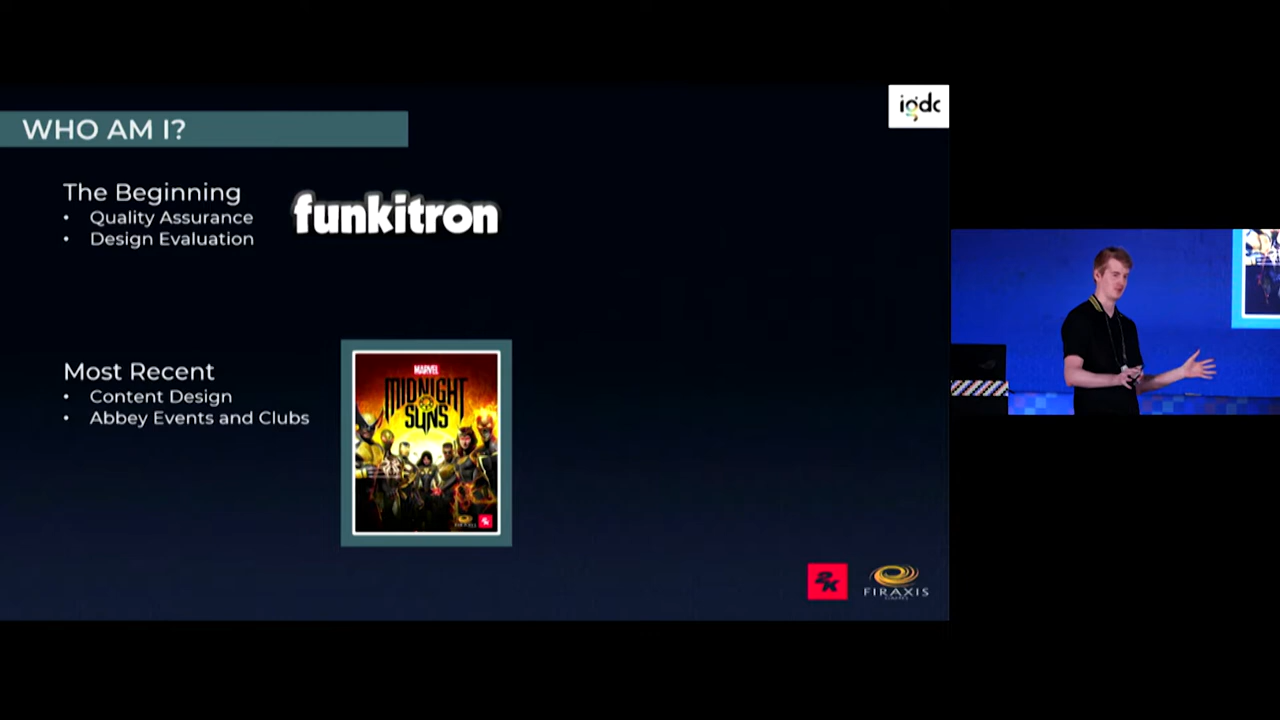 igdc
WHO AM I?
The Beginning
• Quality Assurance
• Design Evaluation
funkitron
Most Recent
• Content Design
• Abbey Events and Clubs
MARVEL
MIDNIGHT
SUNS
2K
FIRAXIS